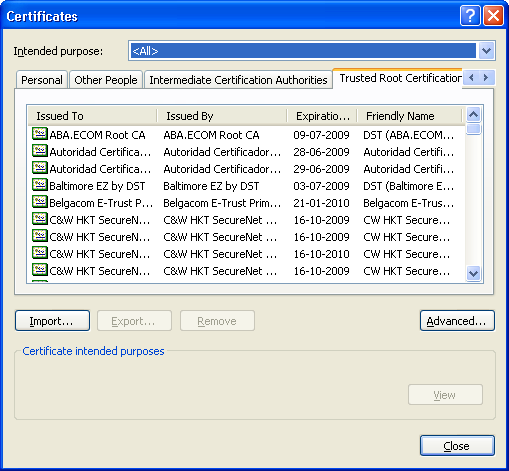 Certificates
Intended purpose: <All>
Personal Other People Intermediate Certification Authorities Trusted Root Certification
Issued To Issued By Expiratio... Friendly Name
ABA.ECOM Root CA ABA.ECOM Root CA 09-07-2009 DST (ABA.ECOM...
Autoridad Certifica... Autoridad Certificador... 28-06-2009 Autoridad Certifi...
Autoridad Certifica... Autoridad Certificador... 29-06-2009 Autoridad Certifi...
Baltimore EZ by DST Baltimore EZ by DST 03-07-2009 DST (Baltimore E...
Belgacom E-Trust P... Belgacom E-Trust Prim... 21-01-2010 Belgacom E-Trus...
C&W HKT SecureN... C&W HKT SecureNet ... 16-10-2009 CW HKT Secure...
C&W HKT SecureN... C&W HKT SecureNet ... 16-10-2009 CW HKT Secure...
C&W HKT SecureN... C&W HKT SecureNet ... 16-10-2010 CW HKT Secure...
C&W HKT SecureN... C&W HKT SecureNet ... 16-10-2009 CW HKT Secure...
Import... Export... Remove Advanced...
Certificate intended purposes
View
Close